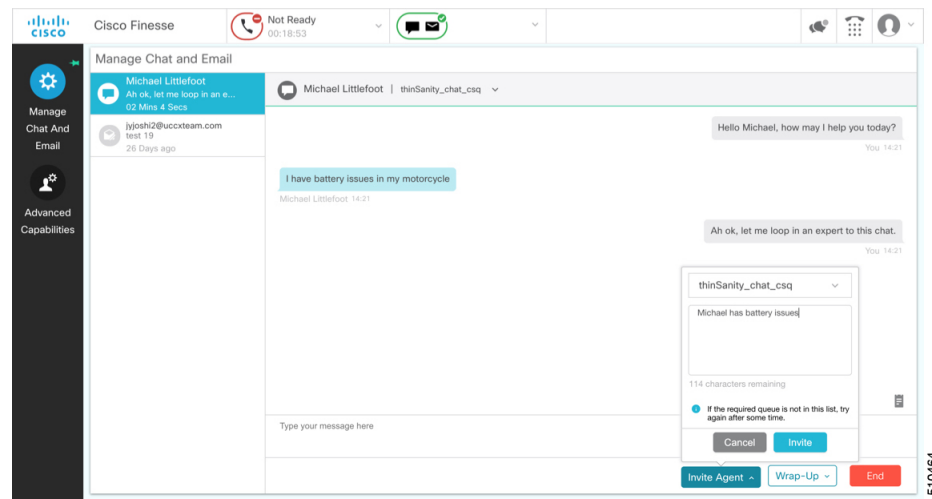 CISCO
Cisco Finesse
Not Ready
00:18:53
Manage Chat and Email
Manage
Chat And
Email
Advanced
Capabilities
Michael Littlefoot
Ah ok, let me loop in an e...
02 Mins 4 Secs
jyjoshi2@uccxteam.com
test 19
26 Days ago
Michael Littlefoot | thinSanity_chat_csq
Hello Michael, how may I help you today?
You 14:21
I have battery issues in my motorcycle
Michael Littlefoot 14:21
Ah ok, let me loop in an expert to this chat.
You 14:21
thinSanity_chat_csq
Michael has battery issues
114 characters remaining
If the required queue is not in this list, try
again after some time.
Cancel
Invite
Type your message here
Invite Agent
Wrap-Up
End